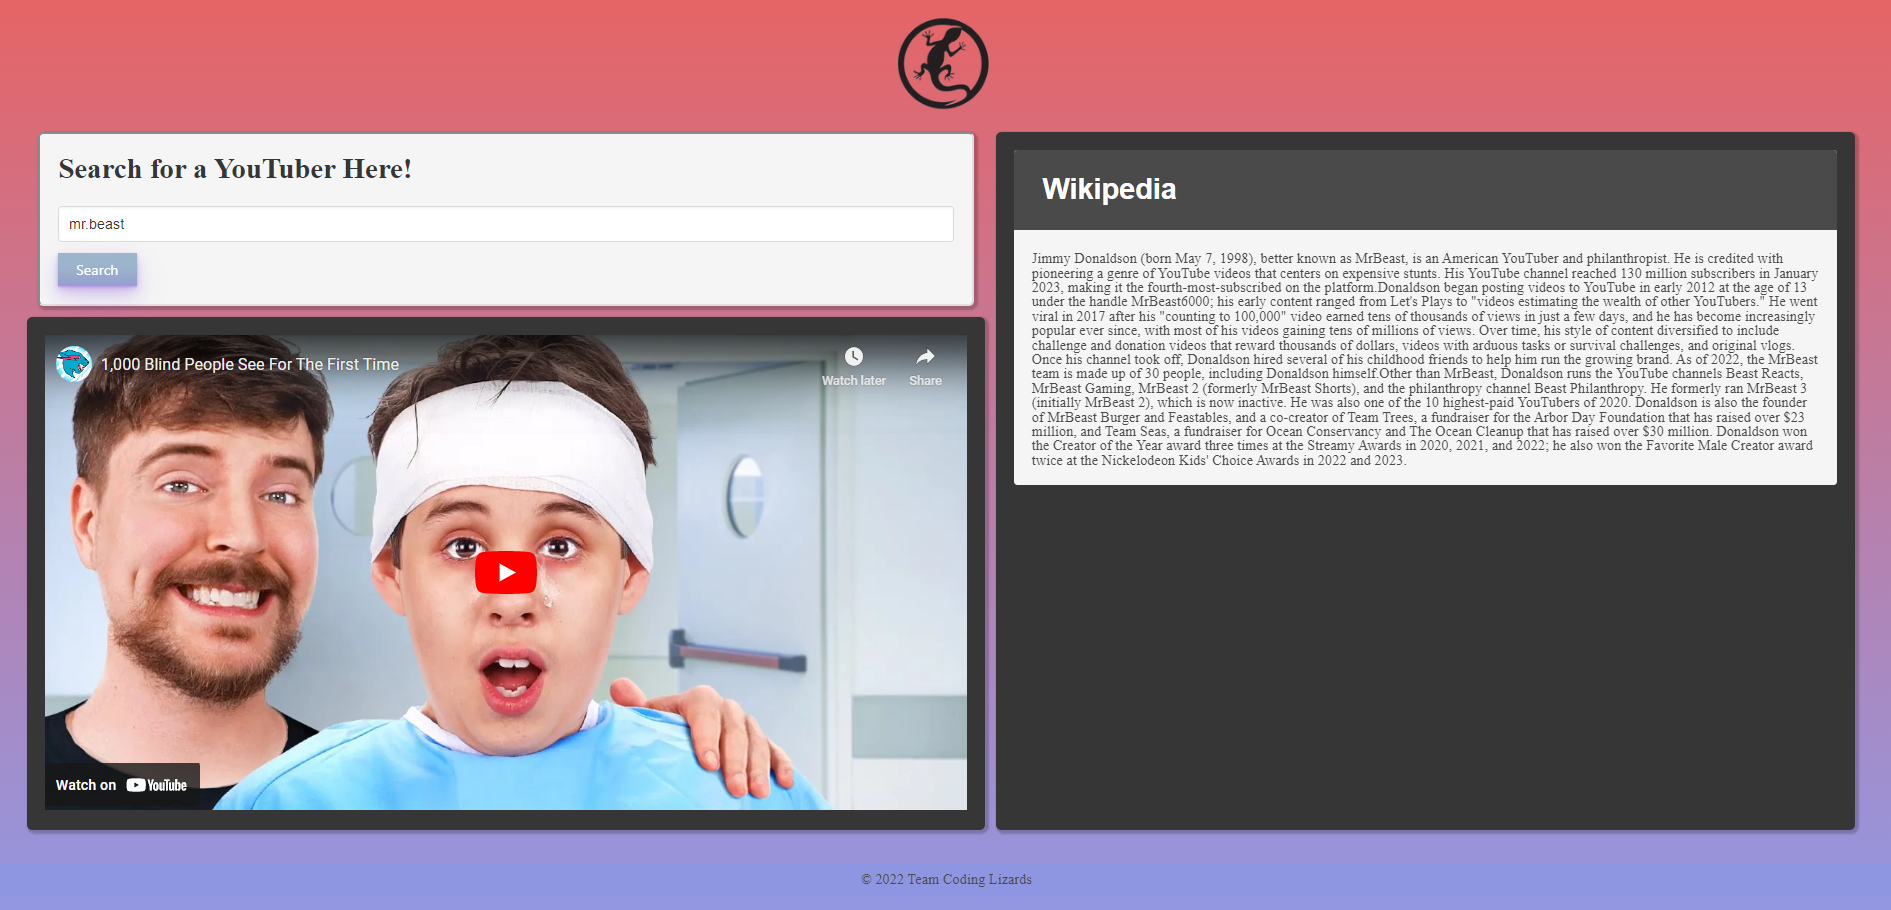 Search for a YouTuber Here!
mr.beast
Search
1,000 Blind People See For The First Time
Watch later
Share
Watch on YouTube
Wikipedia
Jimmy Donaldson (born May 7, 1998), better known as MrBeast, is an American YouTuber and philanthropist. He is credited with
pioneering a genre of YouTube videos that centers on expensive stunts. His YouTube channel reached 130 million subscribers in January
2023, making it the fourth-most-subscribed on the platform.Donaldson began posting videos to YouTube in early 2012 at the age of 13
under the handle MrBeast6000; his early content ranged from Let's Plays to "videos estimating the wealth of other YouTubers." He went
viral in 2017 after his "counting to 100,000" video earned tens of thousands of views in just a few days, and he has become increasingly
popular ever since, with most of his videos gaining tens of millions of views. Over time, his style of content diversified to include
challenge and donation videos that reward thousands of dollars, videos with arduous tasks or survival challenges, and original vlogs.
Once his channel took off, Donaldson hired several of his childhood friends to help him run the growing brand. As of 2022, the MrBeast
team is made up of 30 people, including Donaldson himself.Other than MrBeast, Donaldson runs the YouTube channels Beast Reacts,
MrBeast Gaming, MrBeast 2 (formerly MrBeast Shorts), and the philanthropy channel Beast Philanthropy. He formerly ran MrBeast 3
(initially MrBeast 2), which is now inactive. He was also one of the 10 highest-paid YouTubers of 2020. Donaldson is also the founder
of MrBeast Burger and Feastables, and a co-creator of Team Trees, a fundraiser for the Arbor Day Foundation that has raised over $23
million, and Team Seas, a fundraiser for Ocean Conservancy and The Ocean Cleanup that has raised over $30 million. Donaldson won
the Creator of the Year award three times at the Streamy Awards in 2020, 2021, and 2022; he also won the Favorite Male Creator award
twice at the Nickelodeon Kids' Choice Awards in 2022 and 2023.
© 2022 Team Coding Lizards